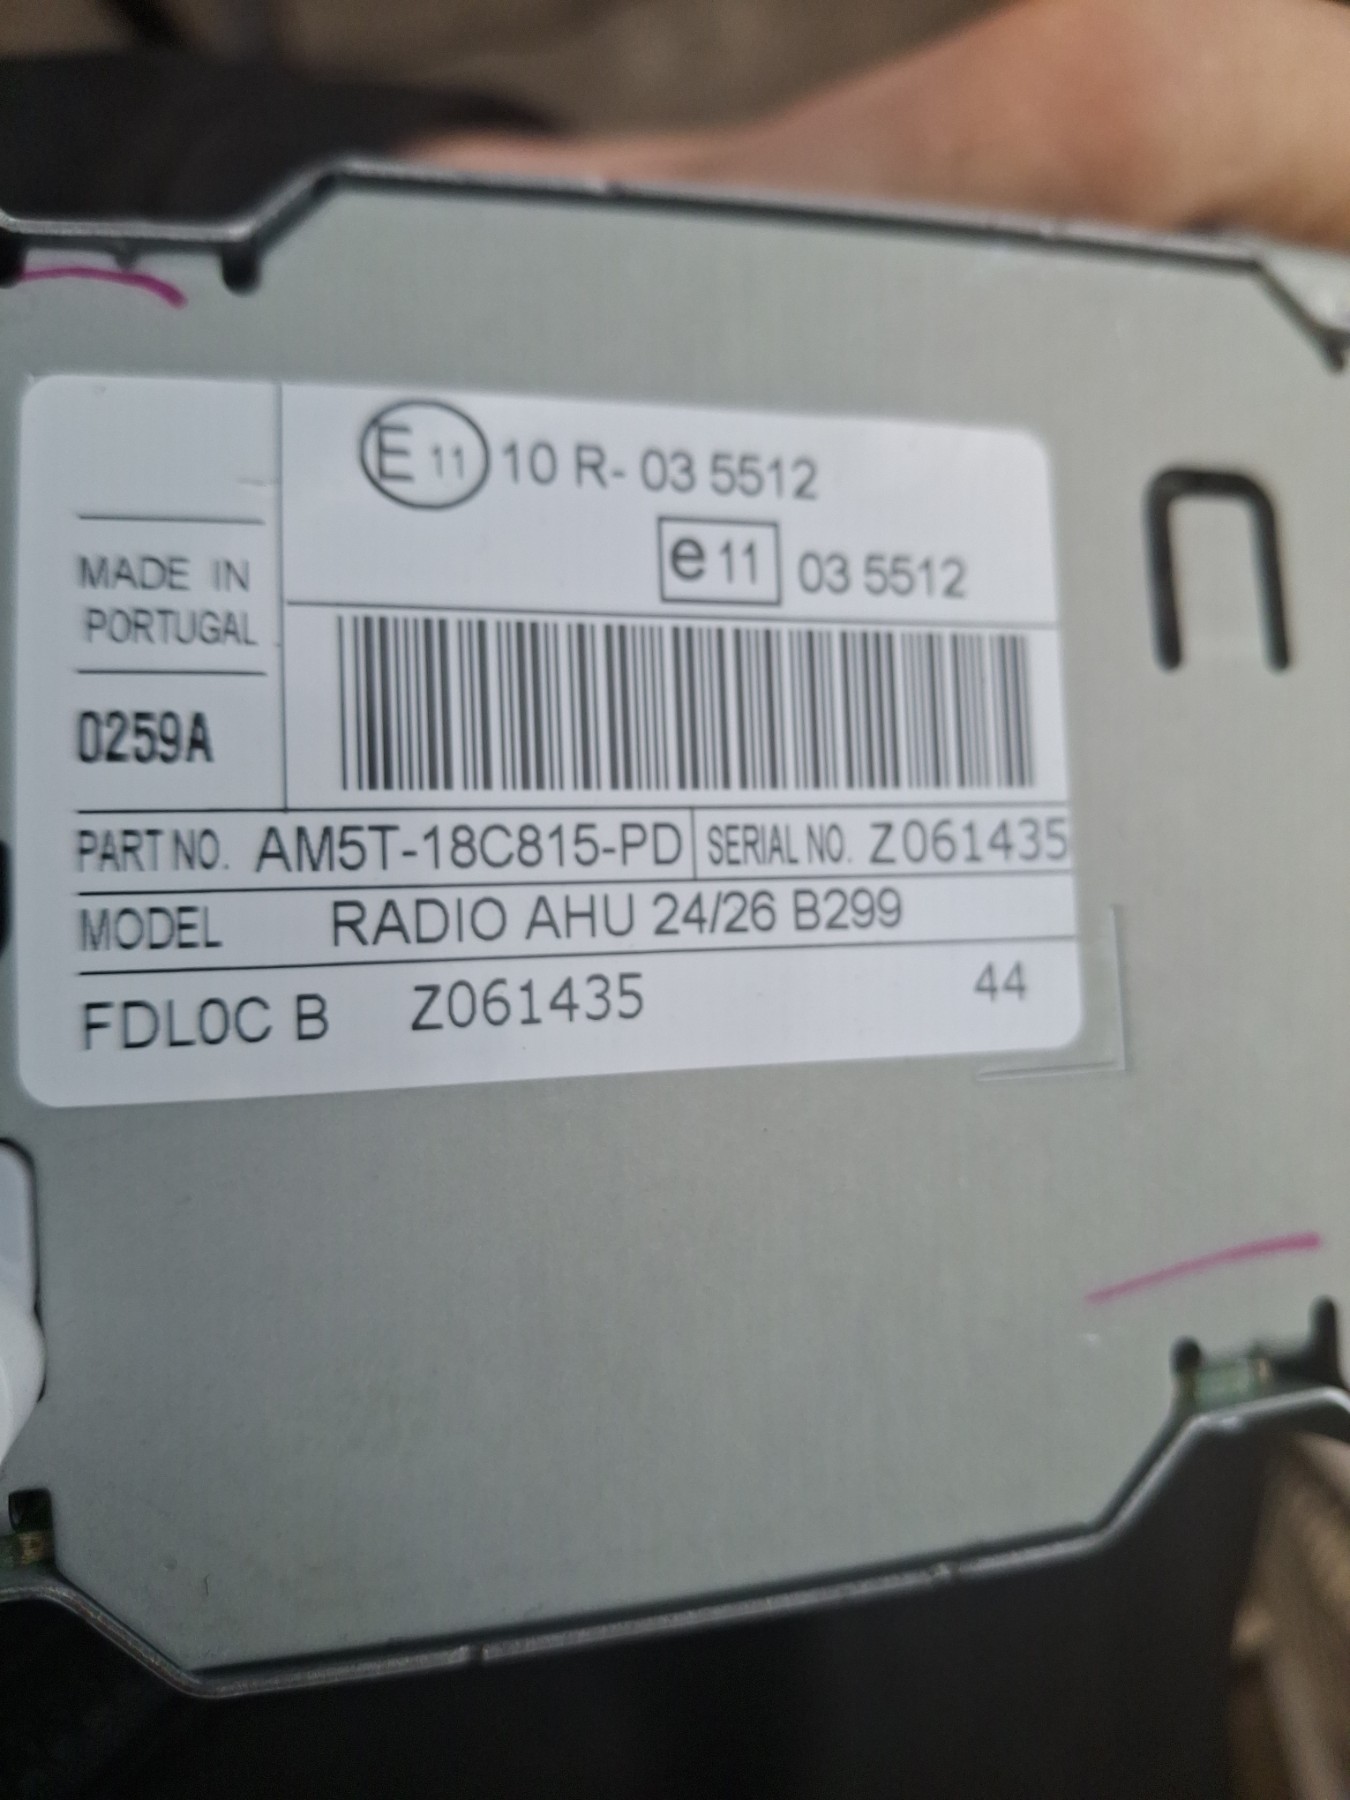 E 11 10 R- 03 5512
e 11 03 5512
MADE IN
PORTUGAL
0259A
PART NO. AM5T-18C815-PD SERIAL NO. Z061435
MODEL RADIO AHU 24/26 B299
FDL0C B Z061435 44